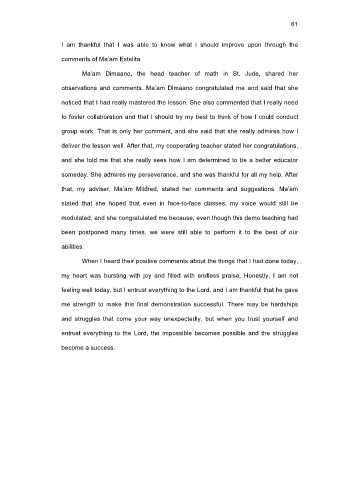 61
I am thankful that I was able to know what I should improve upon through the
comments of Ma'am Estelita.
Ma'am Dimaano, the head teacher of math in St. Jude, shared her
observations and comments. Ma'am Dimaano congratulated me and said that she
noticed that I had really mastered the lesson. She also commented that I really need
to foster collaboration and that I should try my best to think of how I could conduct
group work. That is only her comment, and she said that she really admires how I
deliver the lesson well. After that, my cooperating teacher stated her congratulations,
and she told me that she really sees how I am determined to be a better educator
someday. She admires my perseverance, and she was thankful for all my help. After
that, my adviser, Ma'am Mildred, stated her comments and suggestions. Ma'am
stated that she hoped that even in face-to-face classes, my voice would still be
modulated, and she congratulated me because, even though this demo teaching had
been postponed many times, we were still able to perform it to the best of our
abilities.
When I heard their positive comments about the things that I had done today,
my heart was bursting with joy and filled with endless praise. Honestly, I am not
feeling well today, but I entrust everything to the Lord, and I am thankful that he gave
me strength to make this final demonstration successful. There may be hardships
and struggles that come your way unexpectedly, but when you trust yourself and
entrust everything to the Lord, the impossible becomes possible and the struggles
become a success.